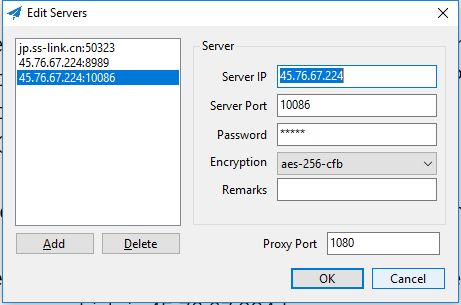 Edit Servers
jp.ss-link.cn:50323
45.76.67.224:8989
45.76.67.224:10086
Server
Server IP 45.76.67.224
Server Port 10086
Password *****
Encryption aes-256-cfb
Remarks
Add Delete
Proxy Port 1080
OK Cancel